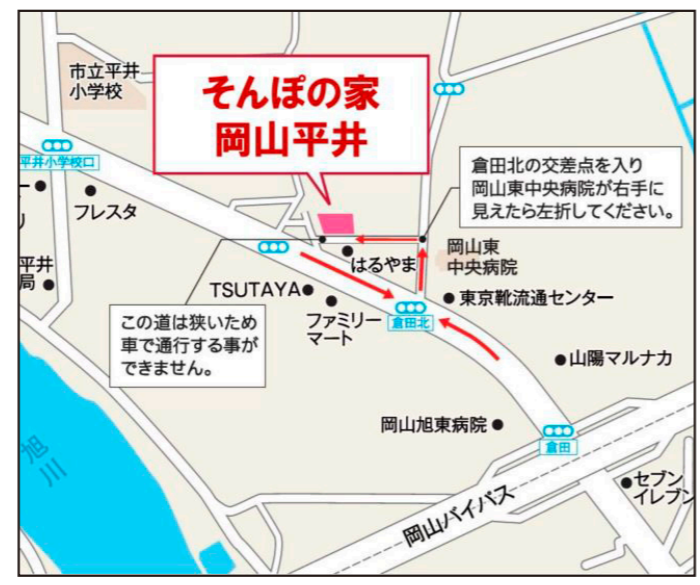 市立平井
小学校
そんぽの家
岡山平井
平井小学校口
フレスタ
平井
局
倉田北の交差点を入り
岡山東中央病院が右手に
見えたら左折してください。
岡山東
中央病院
はるやま
TSUTAYA
ファミリー
マート
倉田北
東京靴流通センター
この道は狭いため
車で通行する事が
できません。
山陽マルナカ
岡山旭東病院
倉田
旭川
岡山バイパス
セブン
イレブン